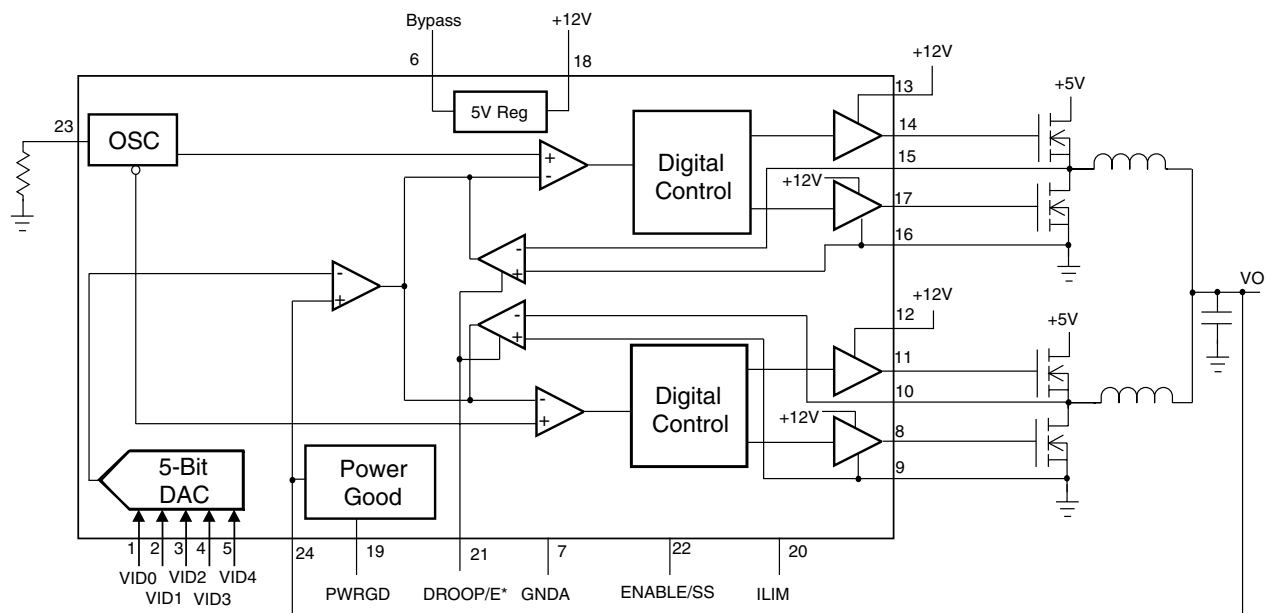 Bypass +12V
6 18 +12V
13 +5V
5V Reg
23 OSC 14
+ - Digital Control 15
+12V 17
- + 16
- + VO
+12V
12 +5V
- + 11
Digital Control 10
- + +12V 8
9
5-Bit DAC
Power Good
1 2 3 4 5 24 19 21 7 22 20
VID0 VID2 VID4
VID1 VID3 PWRGD DROOP/E* GNDA ENABLE/SS ILIM